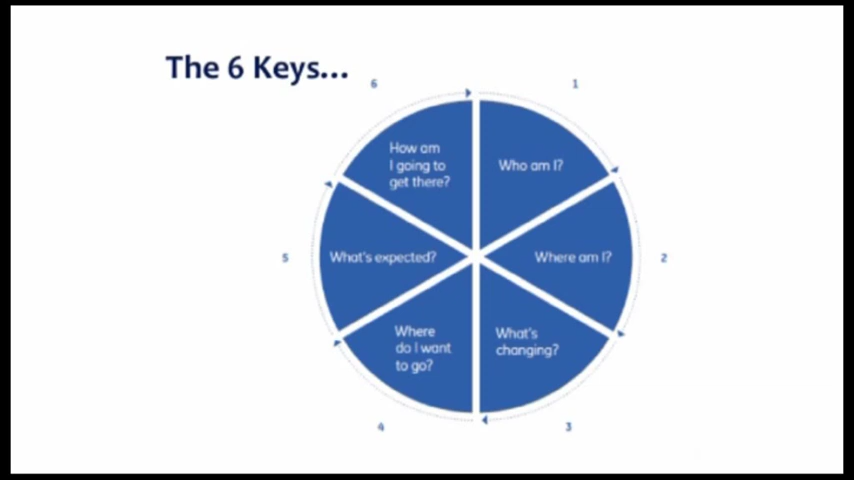 The 6 Keys...
1
Who am I?
2
Where am I?
3
What's
changing?
4
Where
do I want
to go?
5
What's expected?
6
How am
I going to
get there?